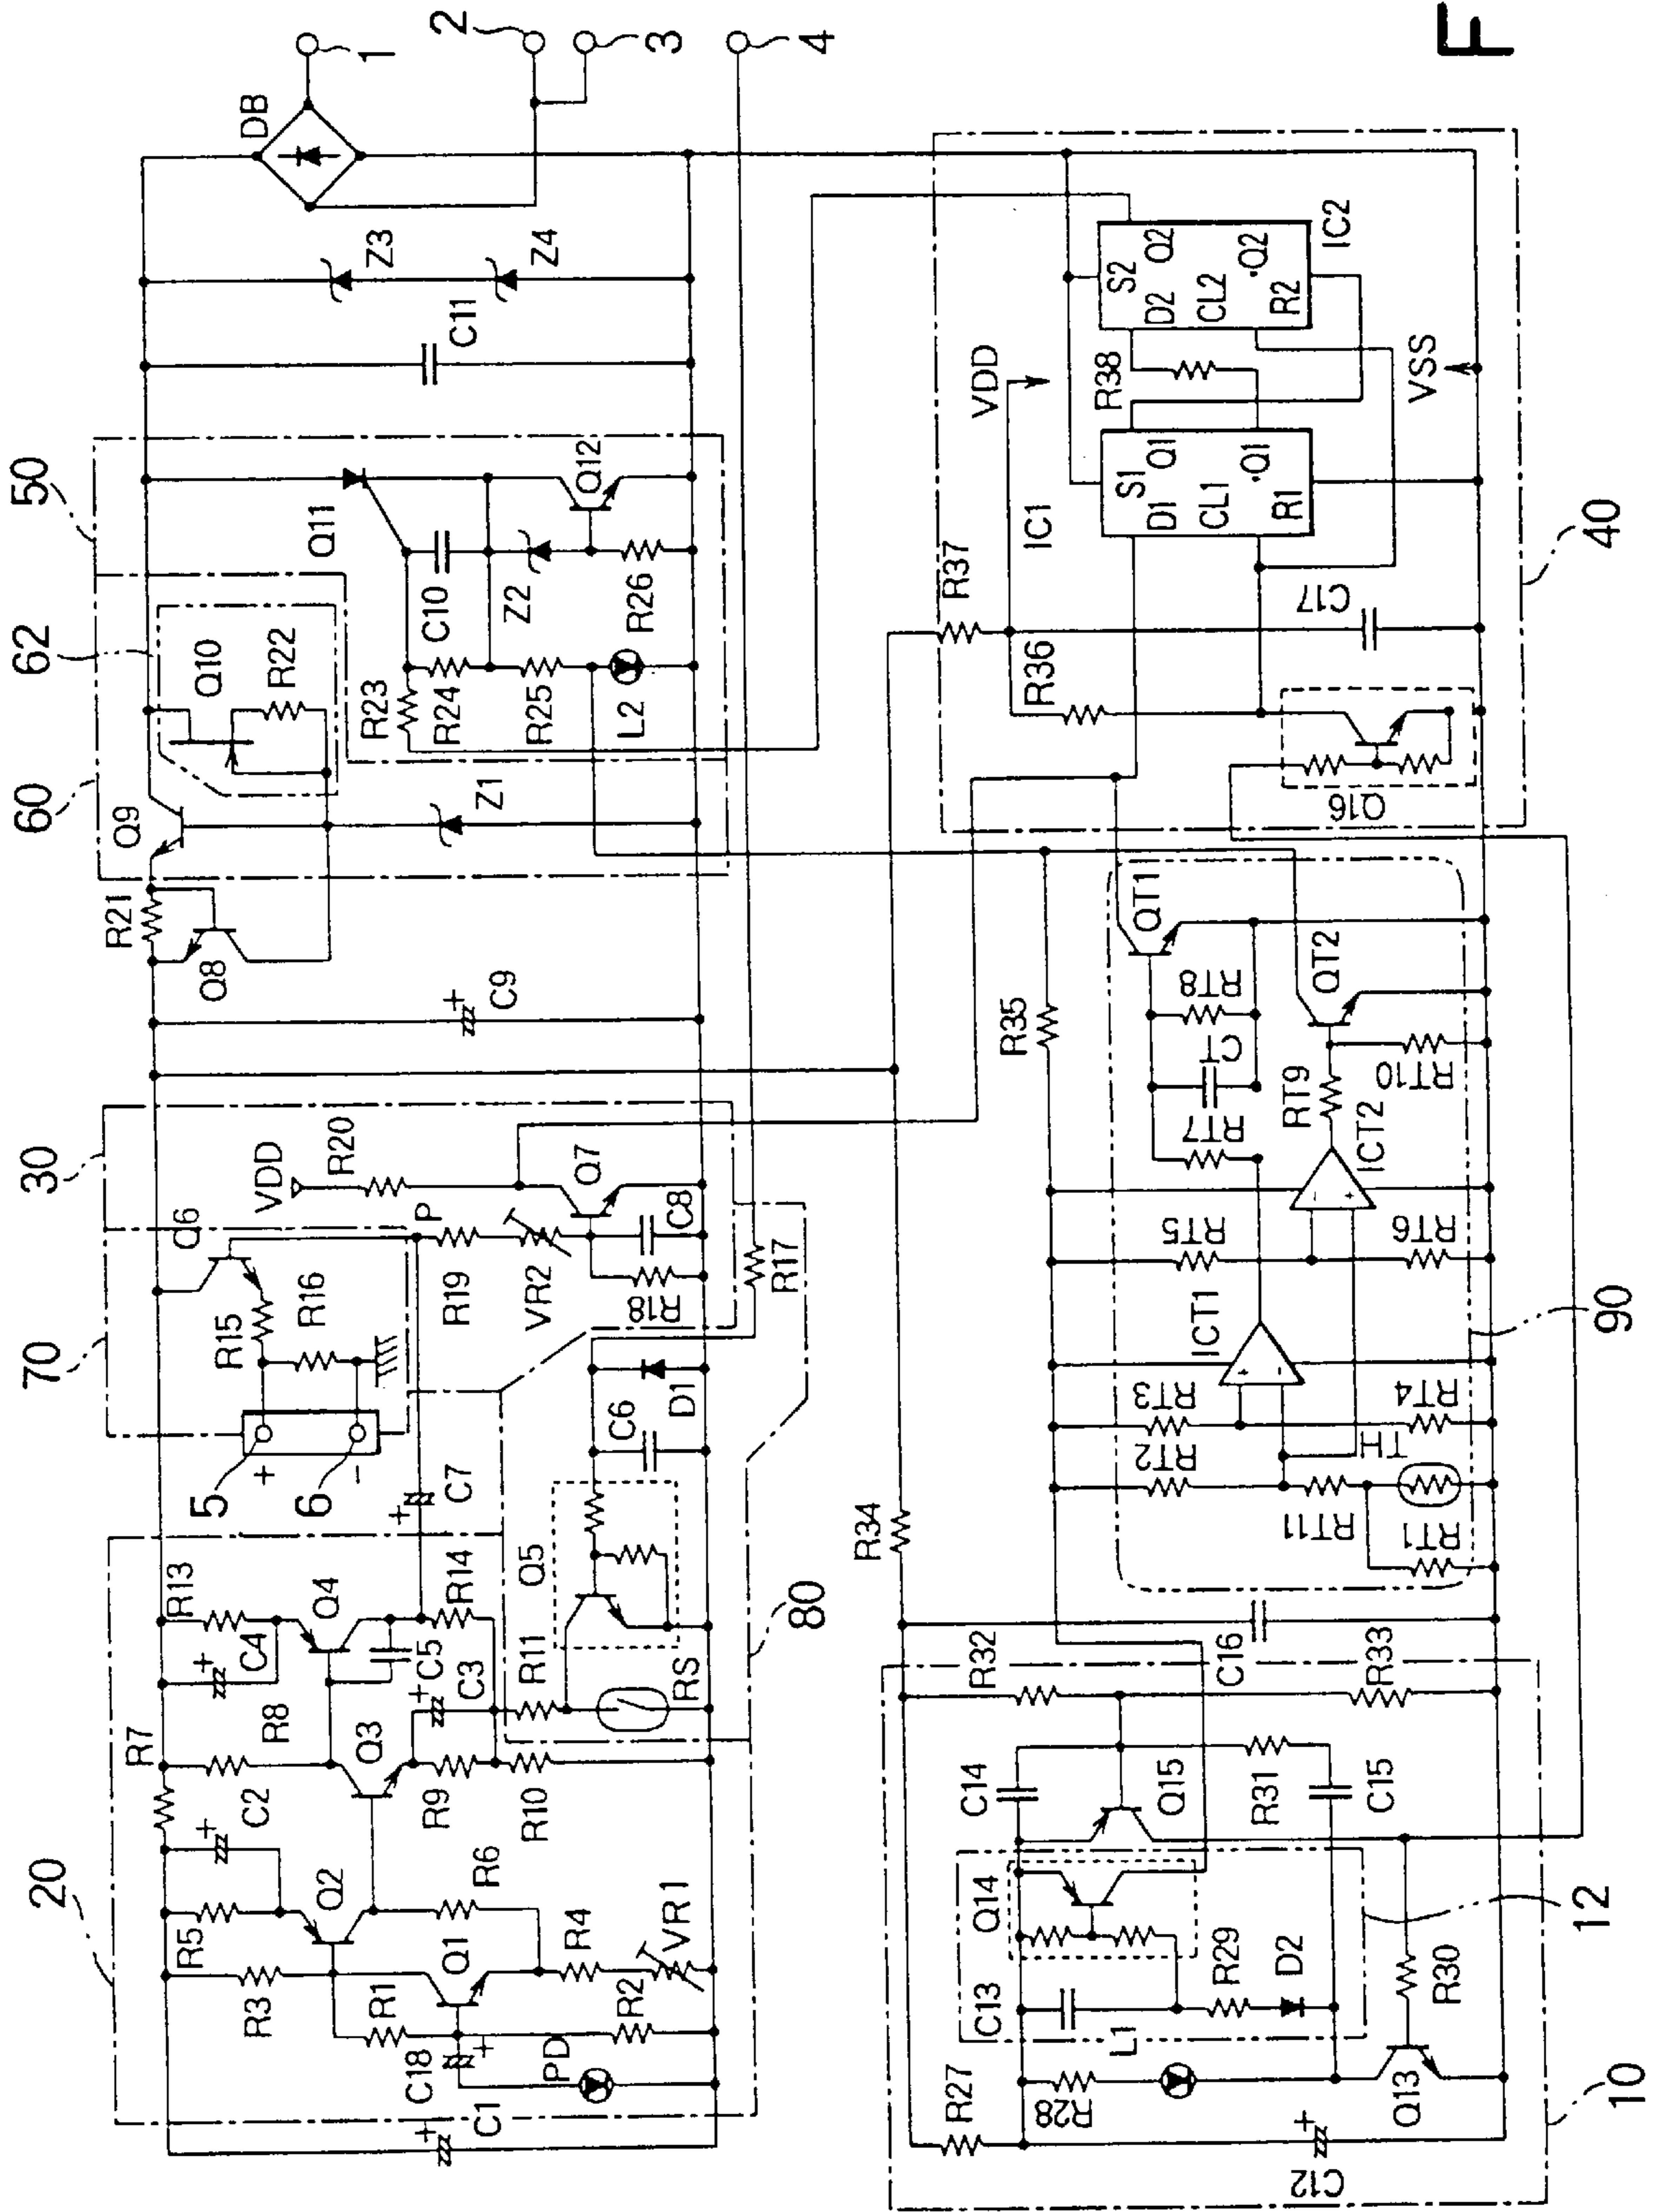 F
1
2
3
4
DB
Z3
Z4
C11
50
60
62
Q11
Q12
C10
Z2
R26
Q10
R22
R23
R24
R25
L2
Q9
Z1
R21
Q8
C9
30
70
VDD
R20
Q7
P
Q6
R19
VR2
C8
R18
R17
R15
R16
5
+
6
-
C7
+
C6
D1
Q5
80
20
R13
C4
+
Q4
C5
R14
R11
RS
R7
R8
Q3
C3
+
R9
R10
C2
+
R5
Q2
R6
R3
R1
Q1
R4
VR1
R2
C18
+
PD
C1
+
40
VDD
VSS
IC2
S2
D2
Q2
CL2
Q2
R2
R38
IC1
S1
D1
Q1
CL1
Q1
R1
R37
R36
C17
Q16
90
R35
QT1
RT8
CT
RT7
QT2
RT9
RT10
ICT2
-
+
RT5
RT6
ICT1
+
-
RT3
RT4
RT2
TH
RT11
RT1
R34
C16
R32
R33
C14
Q15
R31
C15
12
Q14
C13
R29
D2
R30
L1
R27
R28
Q13
C12
+
10